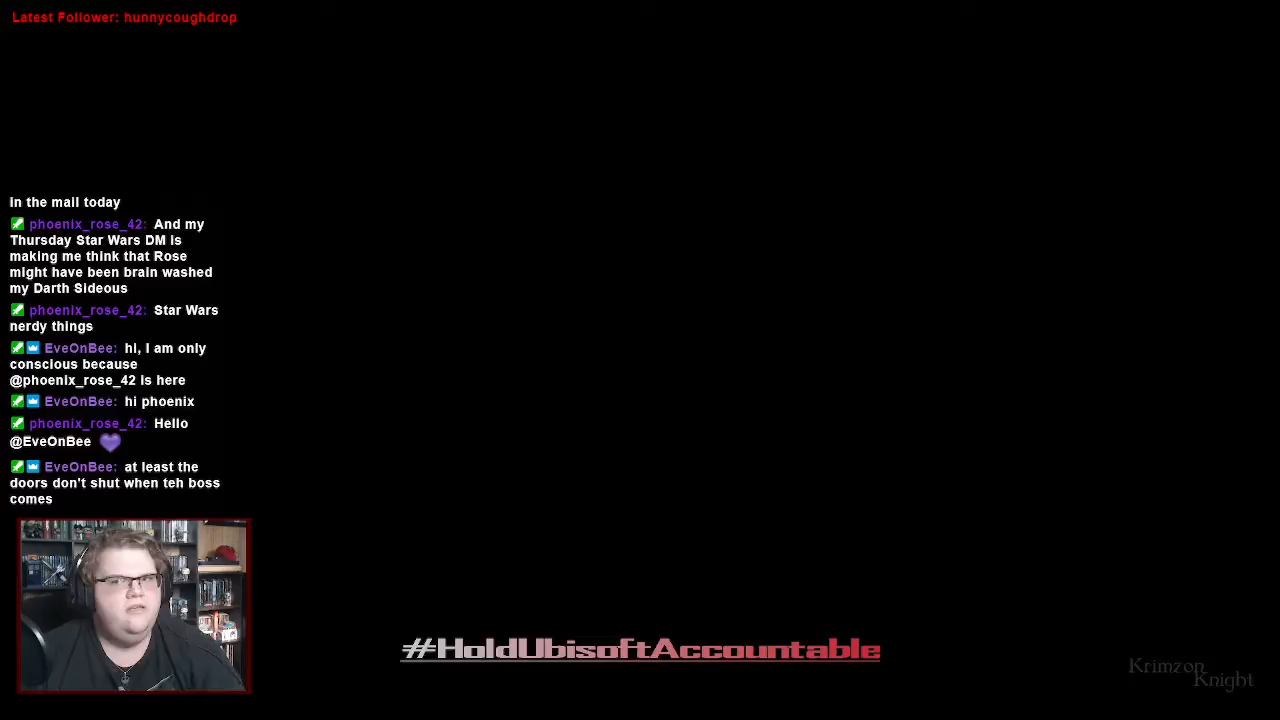 Latest Follower: hunnycoughdrop
in the mail today
phoenix_rose_42: And my
Thursday Star Wars DM is
making me think that Rose
might have been brain washed
my Darth Sideous
phoenix_rose_42: Star Wars
nerdy things
EveOnBee: hi, I am only
conscious because
@phoenix_rose_42 is here
EveOnBee: hi phoenix
phoenix_rose_42: Hello
@EveOnBee
EveOnBee: at least the
doors don't shut when teh boss
comes
#HoldUbisoftAccountable
Krimzon
Knight